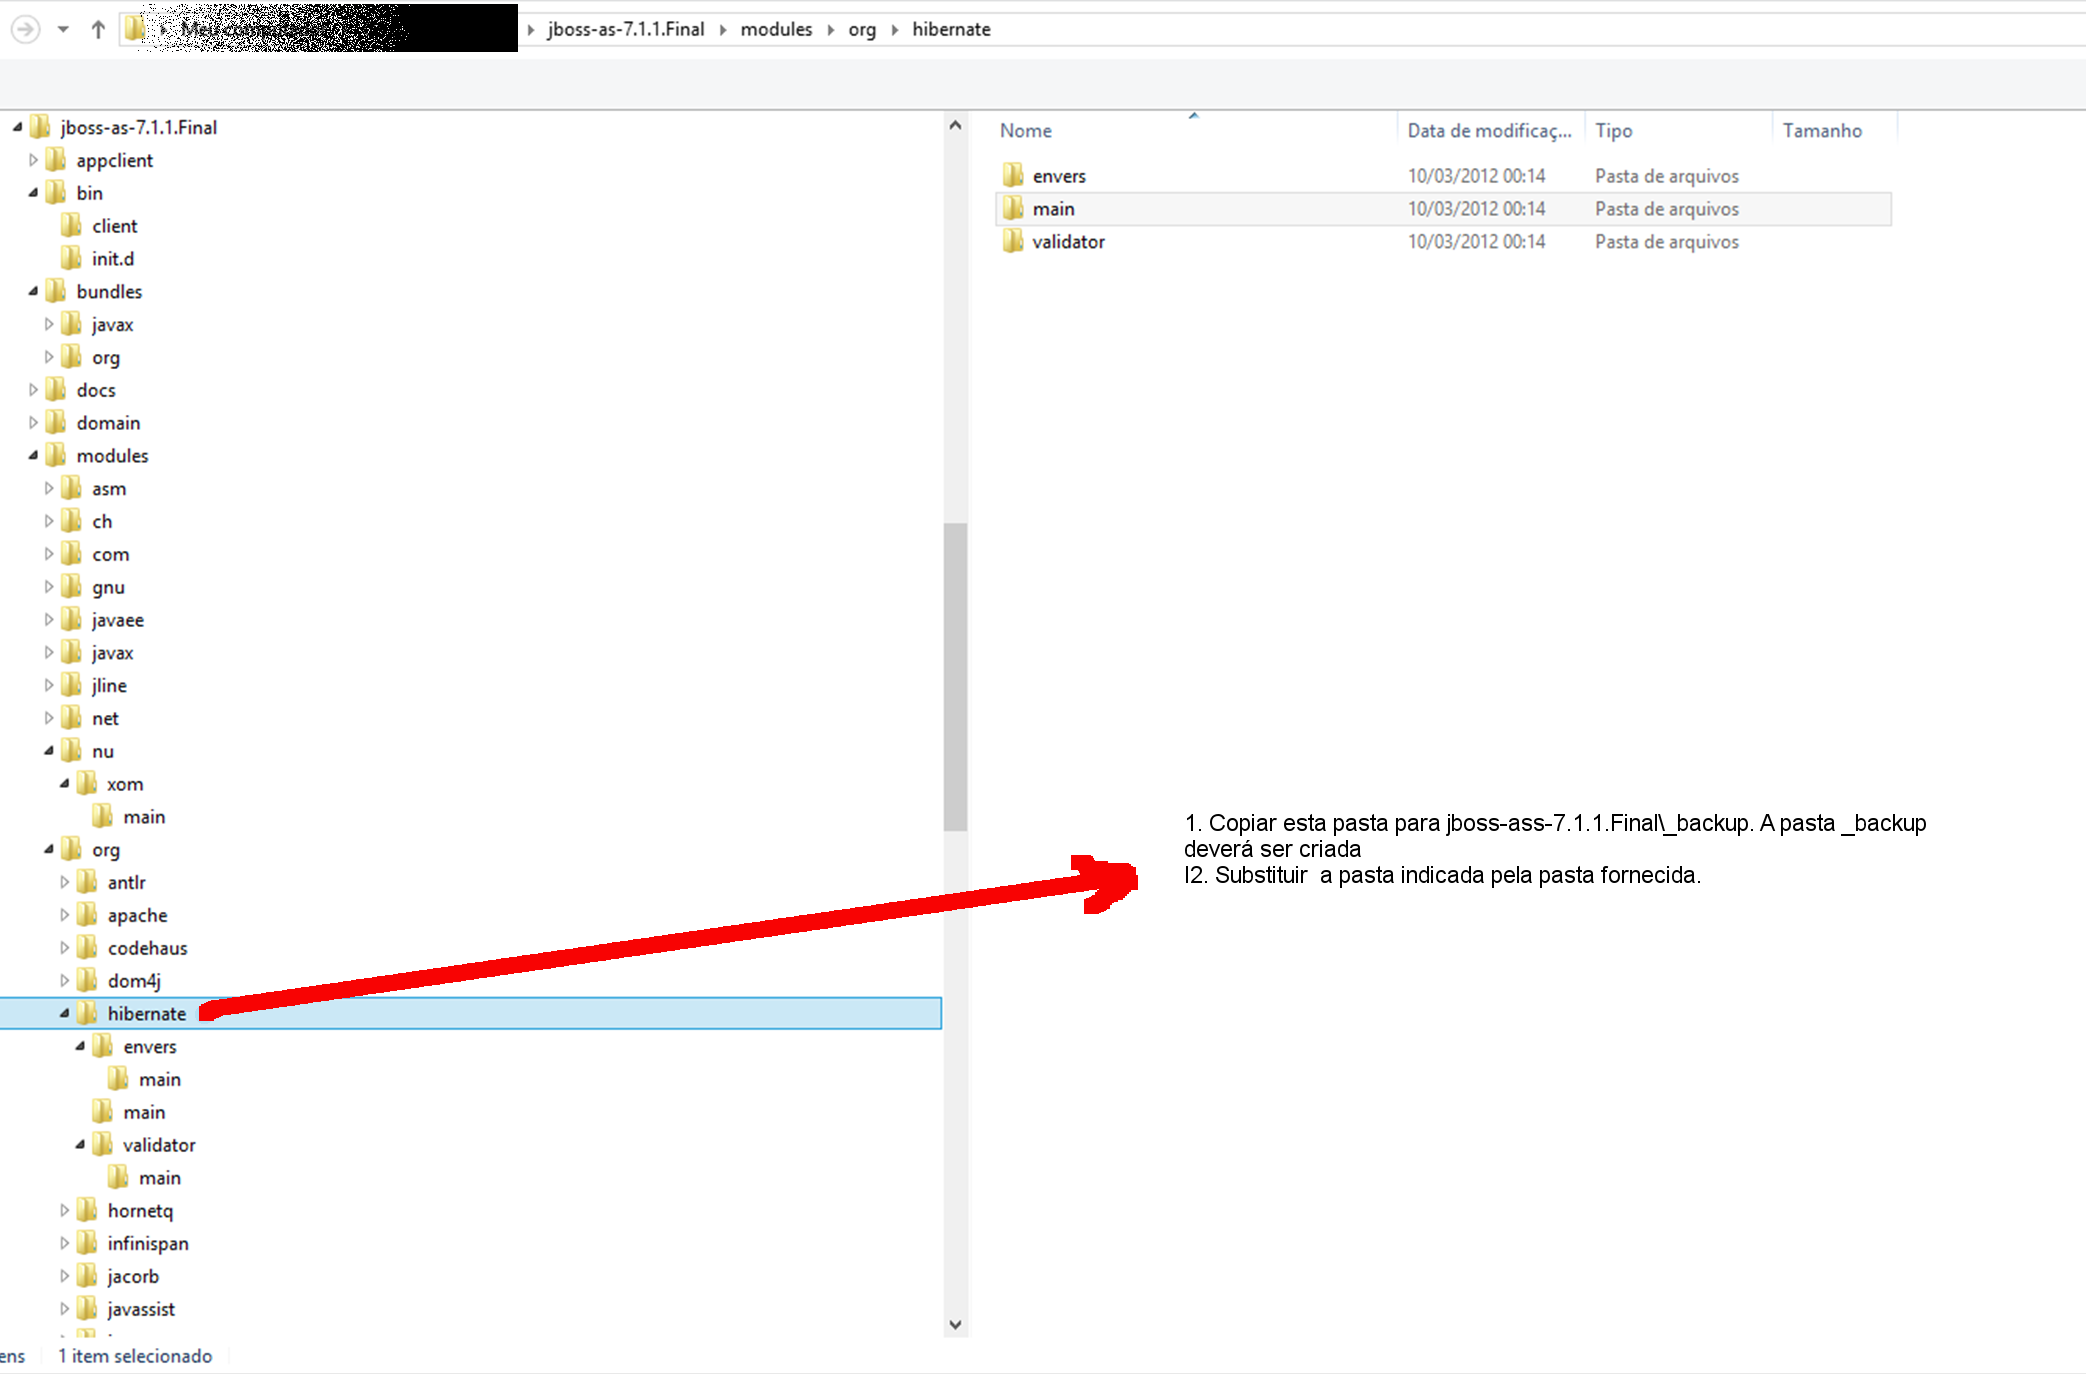 jboss-as-7.1.1.Final modules org hibernate
jboss-as-7.1.1.Final
appclient
bin
client
init.d
bundles
javax
org
docs
domain
modules
asm
ch
com
gnu
javaee
javax
jline
net
nu
xom
main
org
antlr
apache
codehaus
dom4j
hibernate
envers
main
main
validator
main
hornetq
infinispan
jacorb
javassist
ens 1 item selecionado
Nome Data de modificaç... Tipo Tamanho
envers 10/03/2012 00:14 Pasta de arquivos
main 10/03/2012 00:14 Pasta de arquivos
validator 10/03/2012 00:14 Pasta de arquivos
1. Copiar esta pasta para jboss-ass-7.1.1.Final\_backup. A pasta _backup
deverá ser criada
I2. Substituir a pasta indicada pela pasta fornecida.